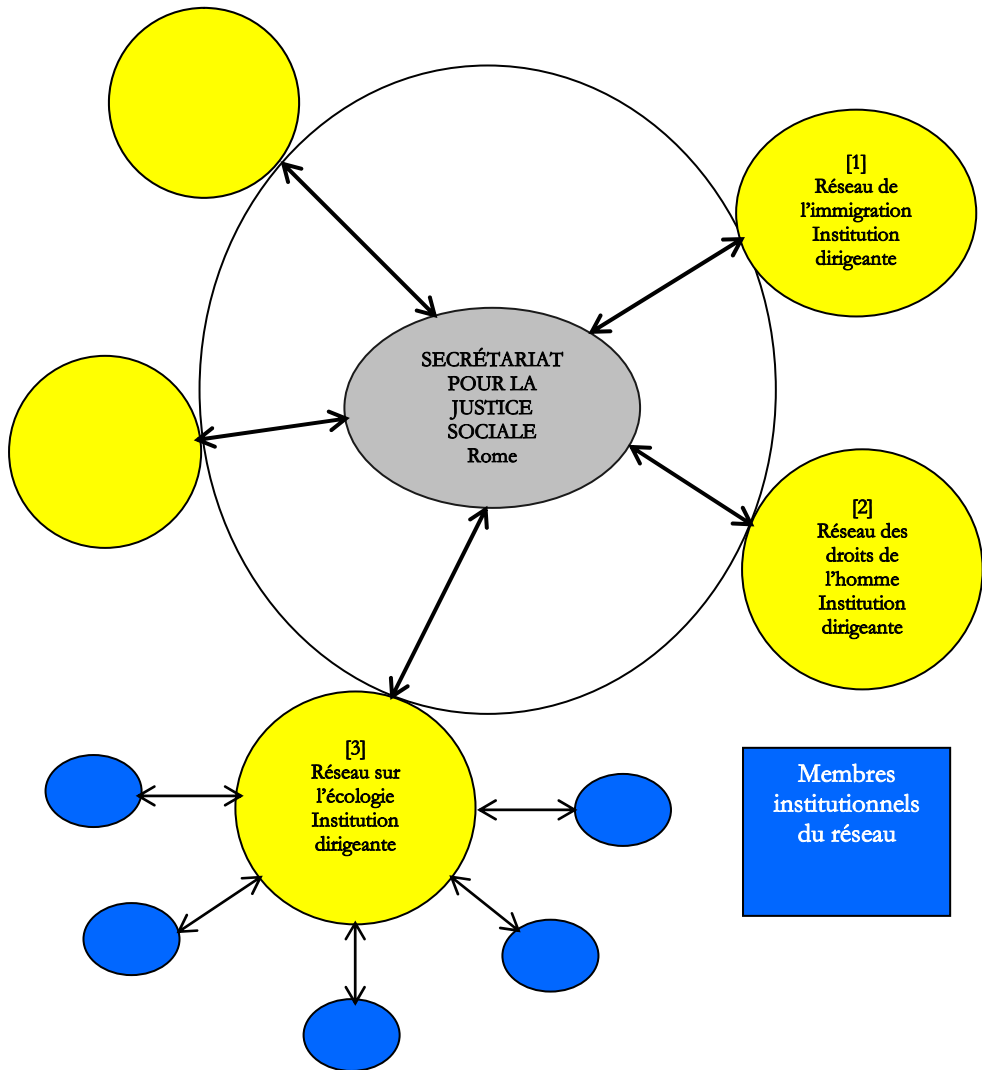 [1]
Réseau de
l’immigration
Institution
dirigeante
SECRÉTARIAT
POUR LA
JUSTICE
SOCIALE
Rome
[2]
Réseau des
droits de
l’homme
Institution
dirigeante
[3]
Réseau sur
l’écologie
Institution
dirigeante
Membres
institutionnels
du réseau